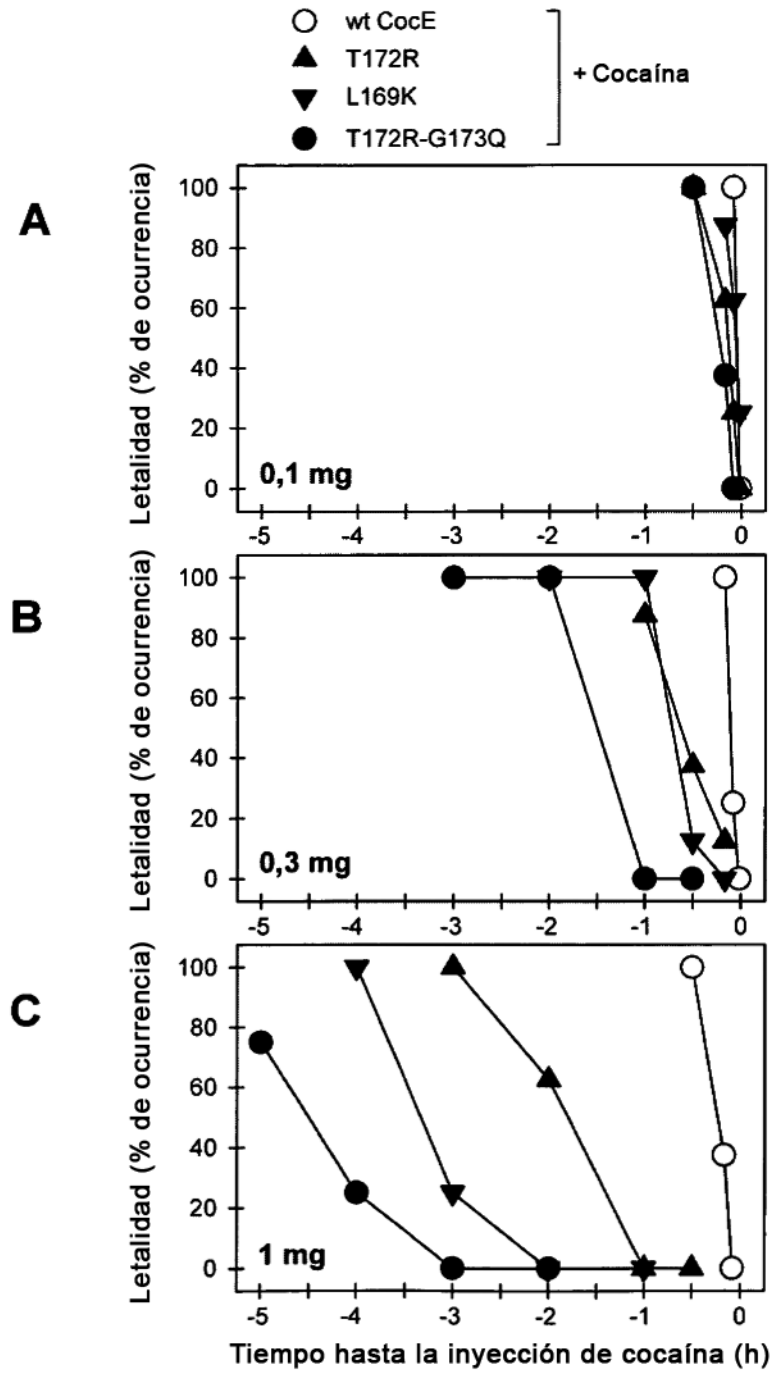 wt CocE
T172R
L169K
T172R-G173Q
+ Cocaína
A
Letalidad (% de ocurrencia)
100
80
60
40
20
0
0,1 mg
-5 -4 -3 -2 -1 0
B
Letalidad (% de ocurrencia)
100
80
60
40
20
0
0,3 mg
-5 -4 -3 -2 -1 0
C
Letalidad (% de ocurrencia)
100
80
60
40
20
0
1 mg
-5 -4 -3 -2 -1 0
Tiempo hasta la inyección de cocaína (h)